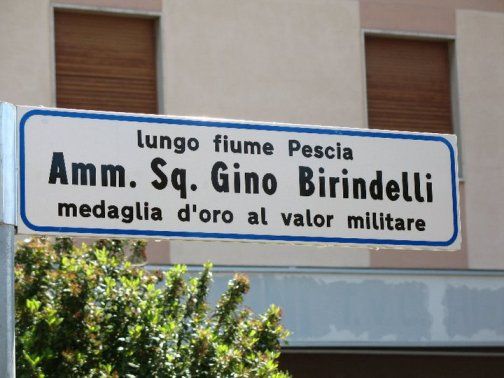 lungo fiume Pescia
Amm. Sq. Gino Birindelli
medaglia d'oro al valor militare